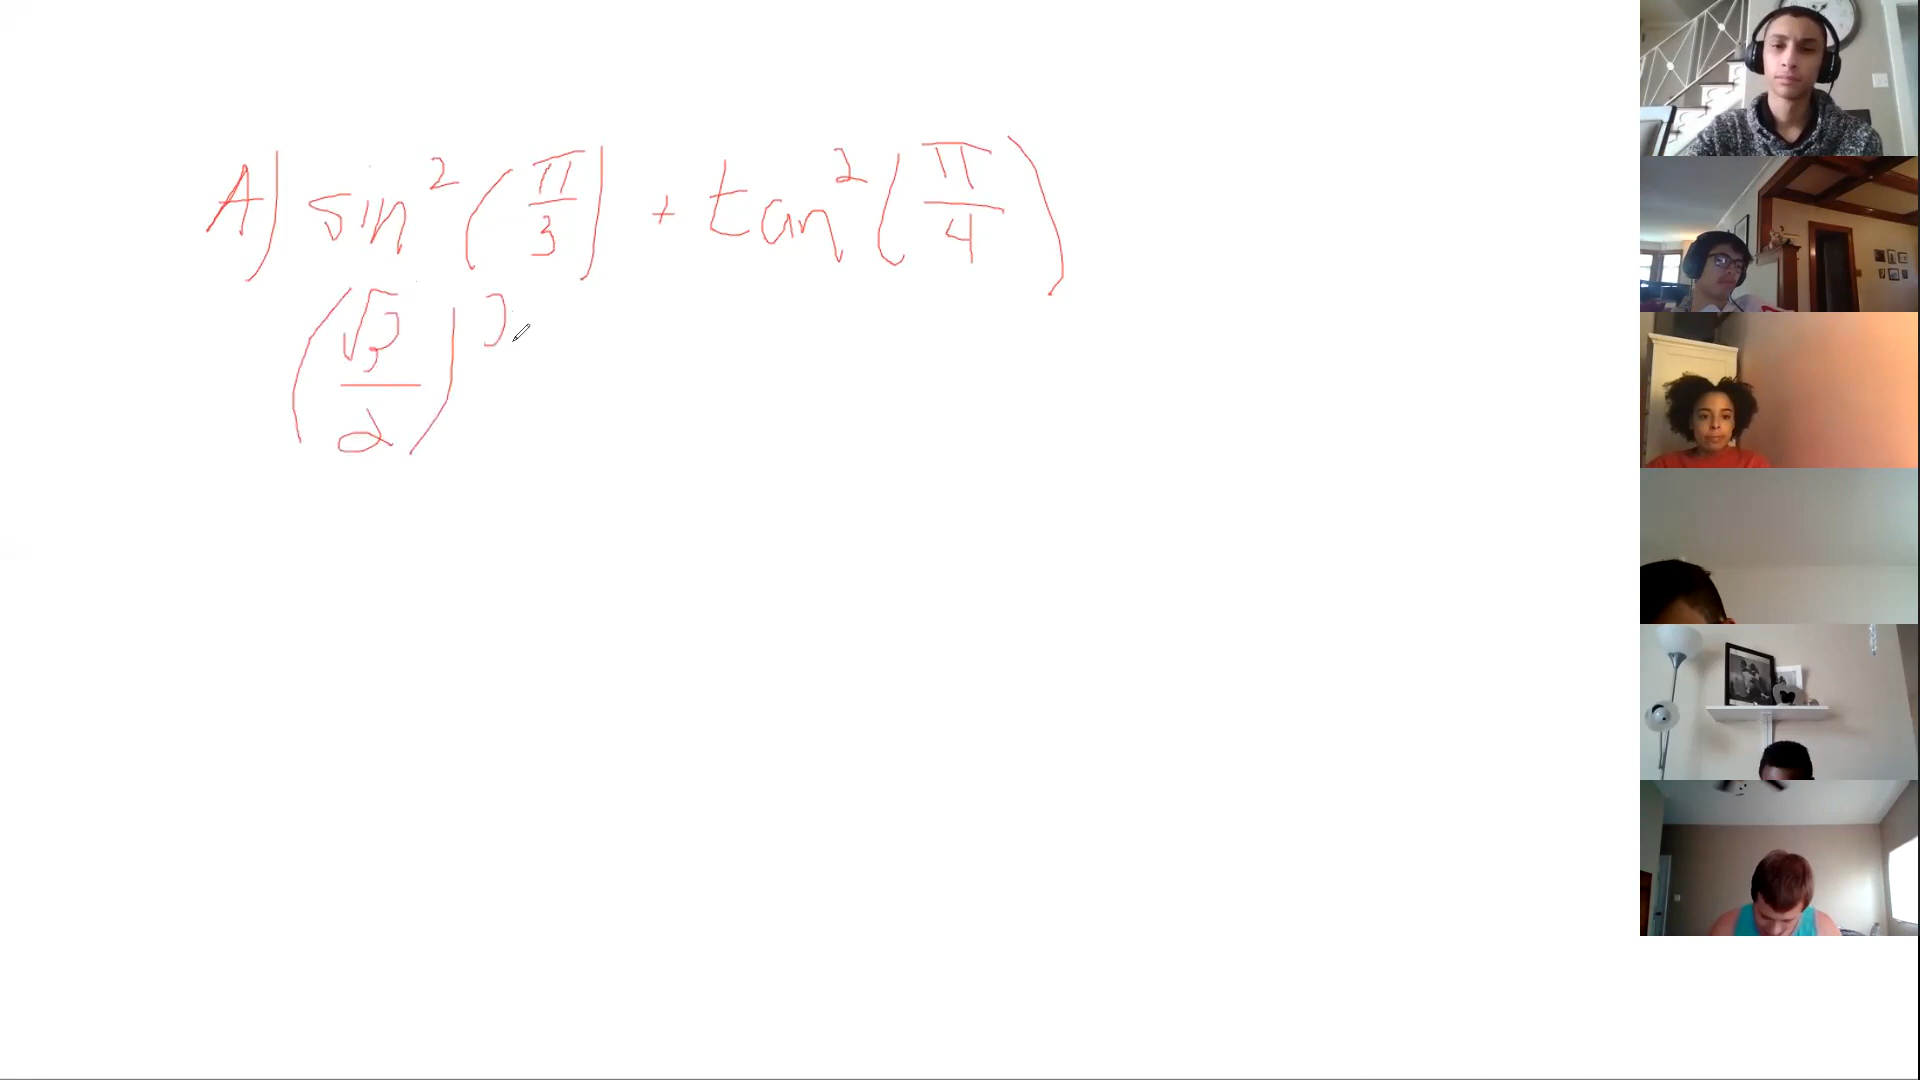 A) sin² (π/3) + tan² (π/4)
(√3/2)²